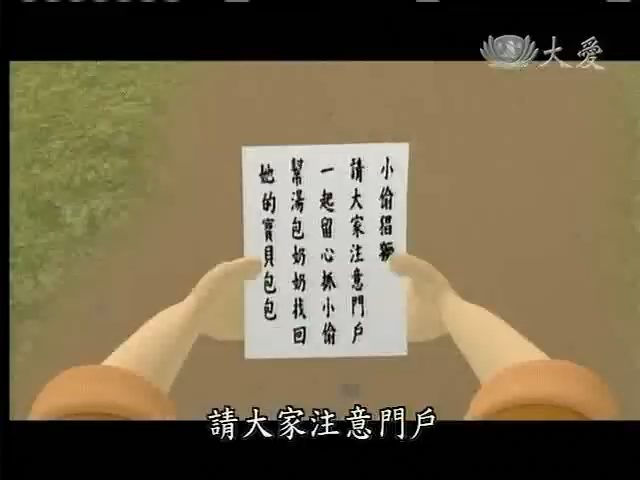 大愛
小偷猖獗
請大家注意門戶
一起留心抓小偷
幫湯包奶奶找回
她的寶貝包包
請大家注意門戶